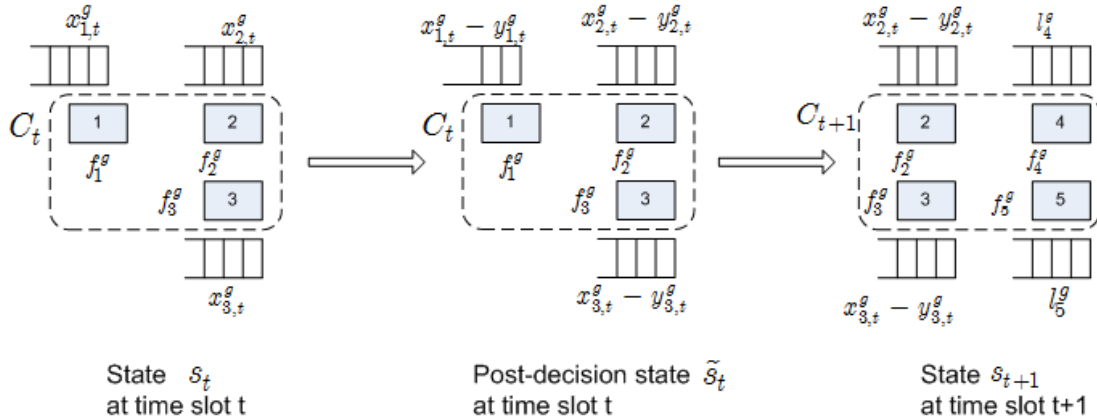 x^g_{1,t}
x^g_{2,t}
C_t
1
2
f^g_1
f^g_2
f^g_3
3
x^g_{3,t}
State s_t
at time slot t
x^g_{1,t} − y^g_{1,t}
x^g_{2,t} − y^g_{2,t}
C_t
1
2
f^g_1
f^g_2
f^g_3
3
x^g_{3,t} − y^g_{3,t}
Post-decision state s̃_t
at time slot t
x^g_{2,t} − y^g_{2,t}
l^g_4
C_{t+1}
2
4
f^g_2
f^g_4
f^g_3
3
f^g_5
5
x^g_{3,t} − y^g_{3,t}
l^g_5
State s_{t+1}
at time slot t+1